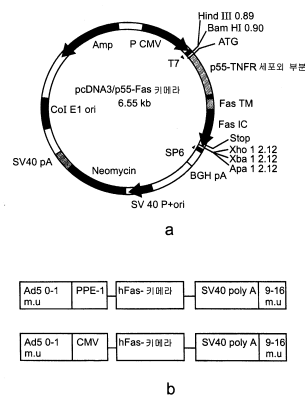 Hind III 0.89
Bam HI 0.90
ATG
Amp
P CMV
T7
p55-TNFR 세포외 부분
pcDNA3/p55-Fas 키메라
6.55 kb
Fas TM
Col E1 ori
Fas IC
Stop
Xho 1 2.12
Xba 1 2.12
Apa 1 2.12
SP6
BGH pA
SV40 pA
Neomycin
SV 40 P+ori
a
Ad5 0-1 m.u
PPE-1
hFas- 키메라
SV40 poly A
9-16 m.u
Ad5 0-1 m.u
CMV
hFas- 키메라
SV40 poly A
9-16 m.u
b